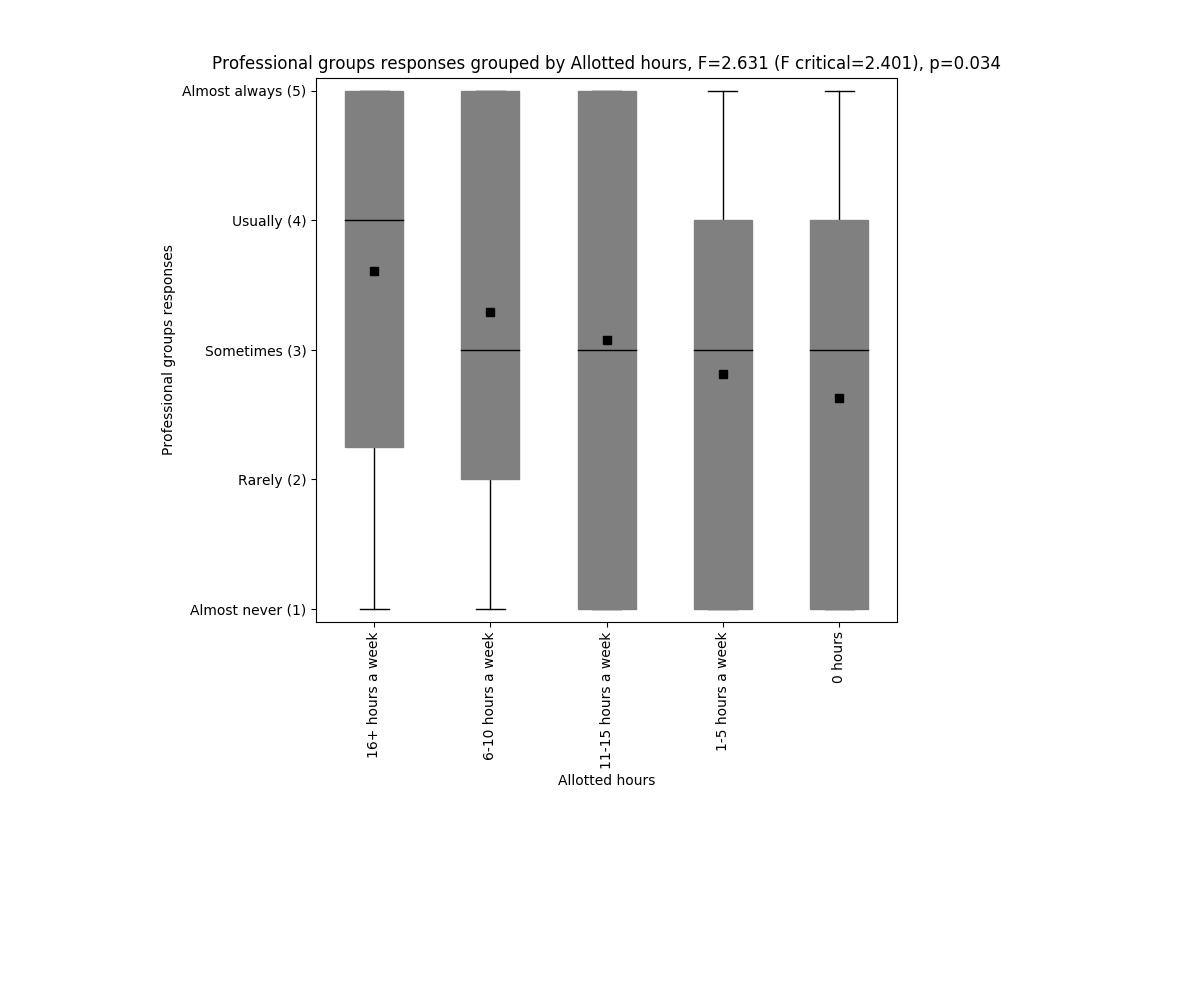 Professional groups responses grouped by Allotted hours, F=2.631 (F critical=2.401), p=0.034
Almost always (5)
Usually (4)
Sometimes (3)
Rarely (2)
Almost never (1)
Professional groups responses
16+ hours a week
6-10 hours a week
11-15 hours a week
1-5 hours a week
0 hours
Allotted hours